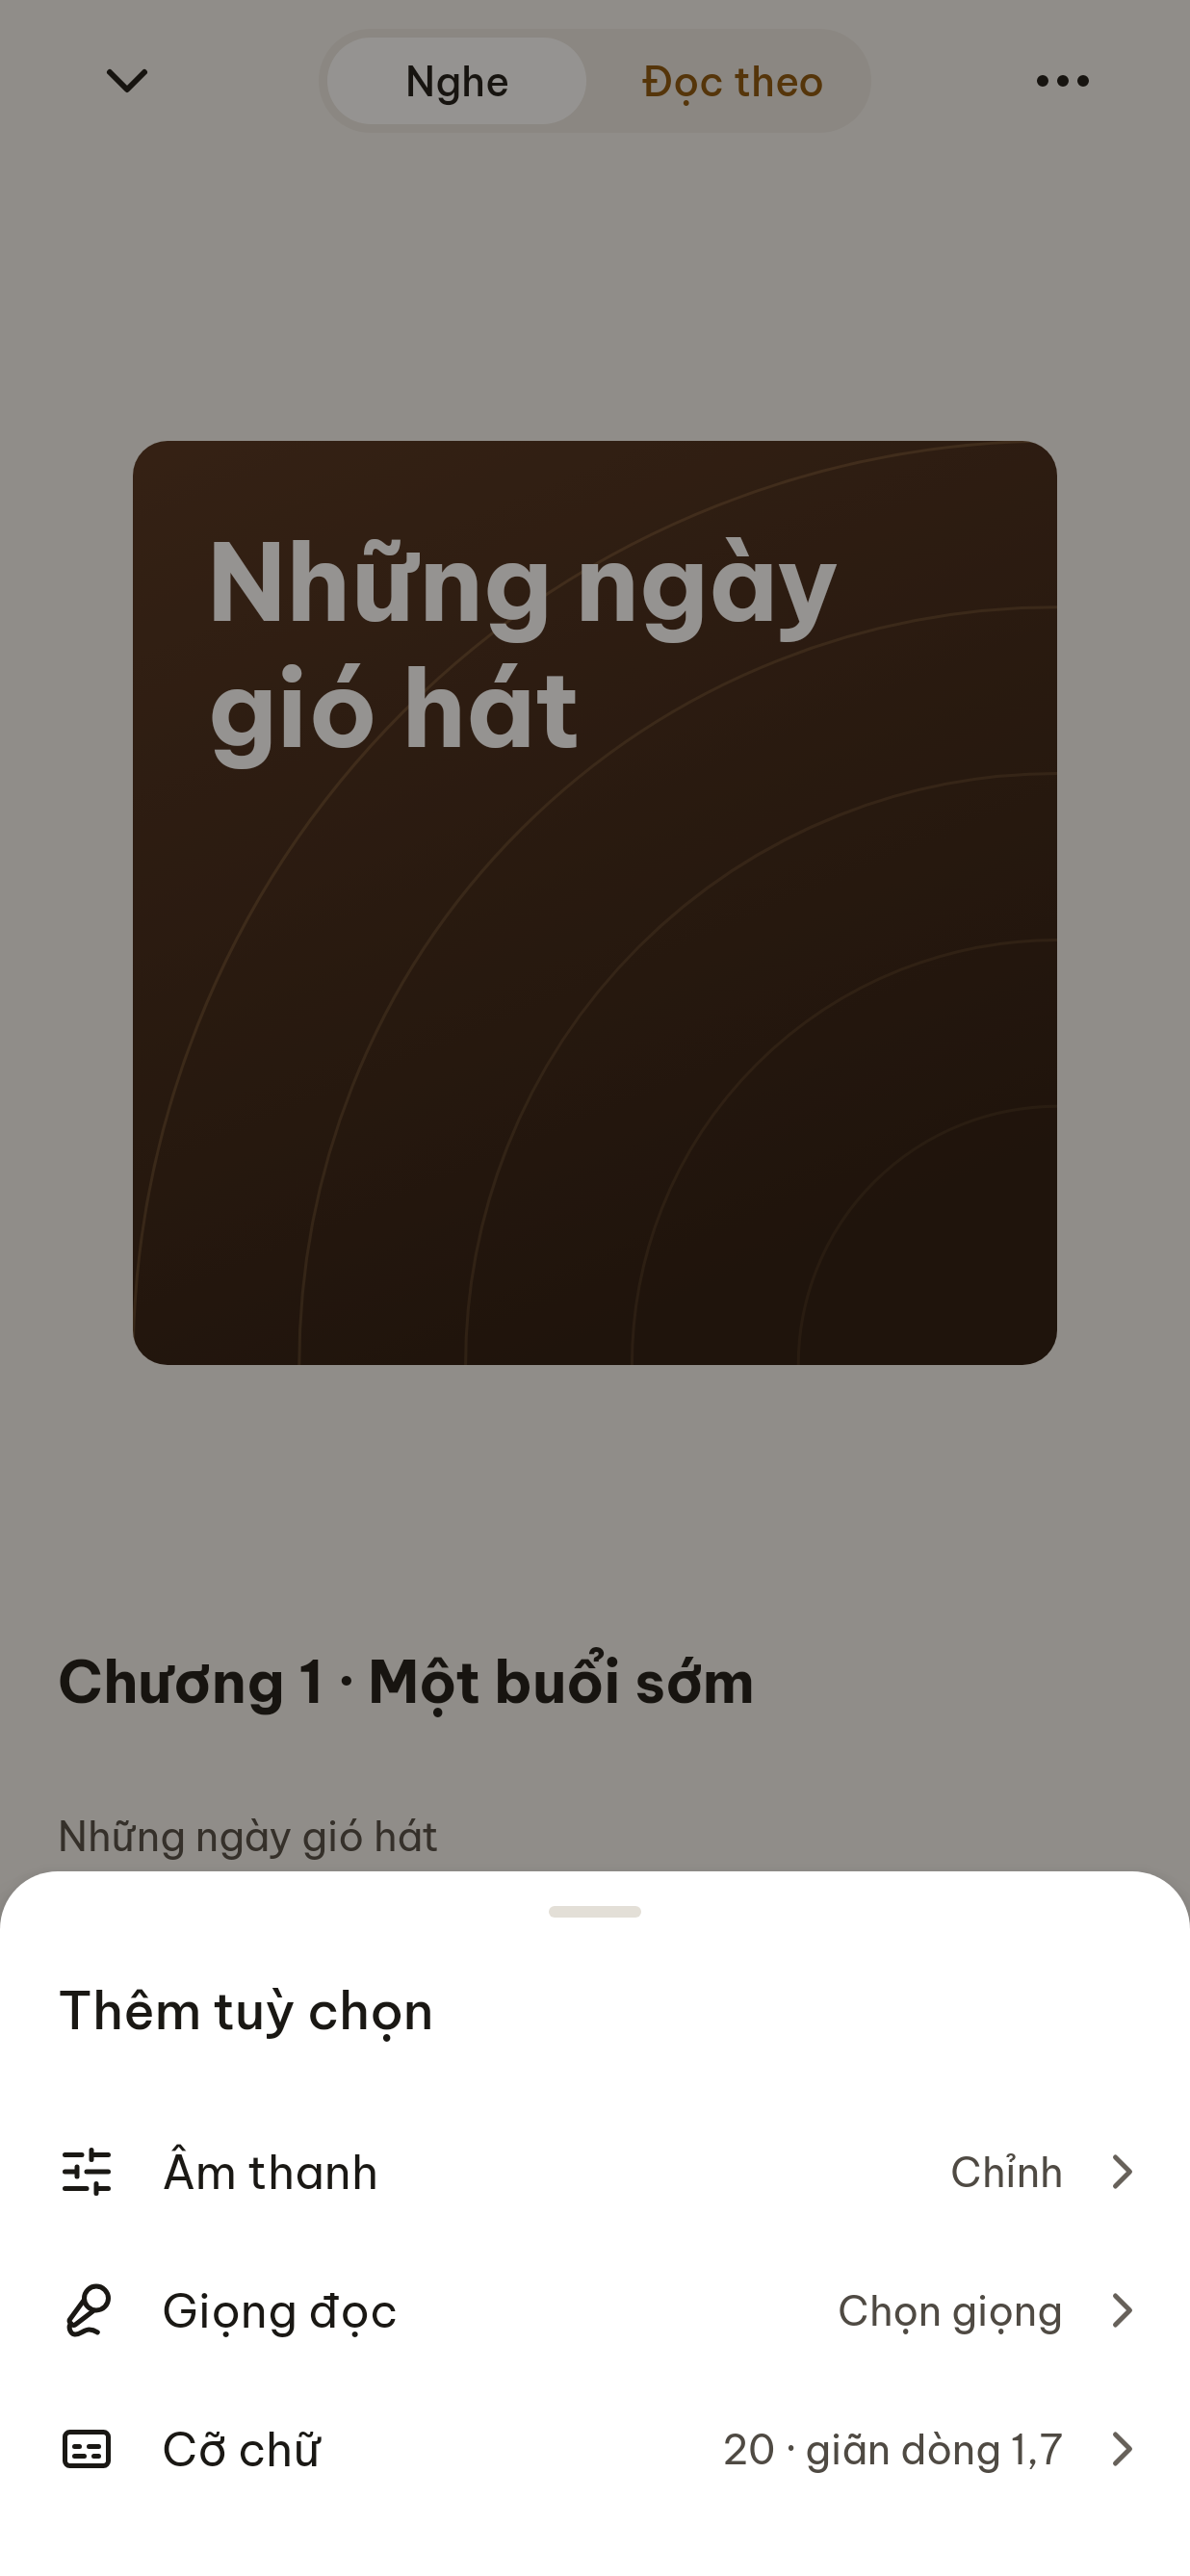 Nghe
Đọc theo
Những ngày
gió hát
Chương 1 · Một buổi sớm
Những ngày gió hát
Thêm tuỳ chọn
Âm thanh
Chỉnh
Giọng đọc
Chọn giọng
Cỡ chữ
20 · giãn dòng 1,7